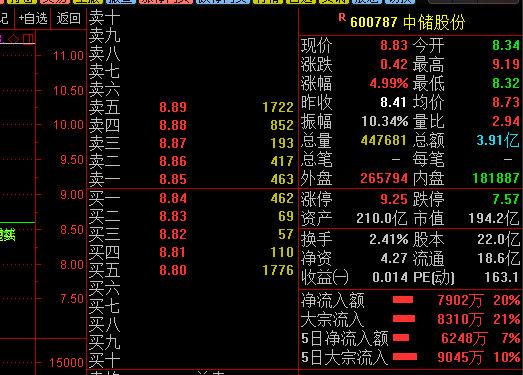 +自选 返回
R 600787 中储股份
11.00
10.50
10.00
9.50
9.00
8.50
8.00
7.50
15000
卖十
卖九
卖八
卖七
卖六
卖五 8.89 1722
卖四 8.88 852
卖三 8.87 193
卖二 8.86 417
卖一 8.85 463
买一 8.84 462
买二 8.83 69
买三 8.82 57
买四 8.81 110
买五 8.80 1776
买六
买七
买八
买九
买十
现价 8.83 今开 8.34
涨跌 0.42 最高 9.19
涨幅 4.99% 最低 8.32
昨收 8.41 均价 8.73
振幅 10.34% 量比 2.94
总量 447681 总额 3.91亿
总笔 – 每笔 –
外盘 265794 内盘 181887
涨停 9.25 跌停 7.57
资产 210.0亿 市值 194.2亿
换手 2.41% 股本 22.0亿
净资 4.27 流通 18.6亿
收益(一) 0.014 PE(动) 163.1
净流入额 7902万 20%
大宗流入 8310万 21%
5日净流入额 6248万 7%
5日大宗流入 9045万 10%